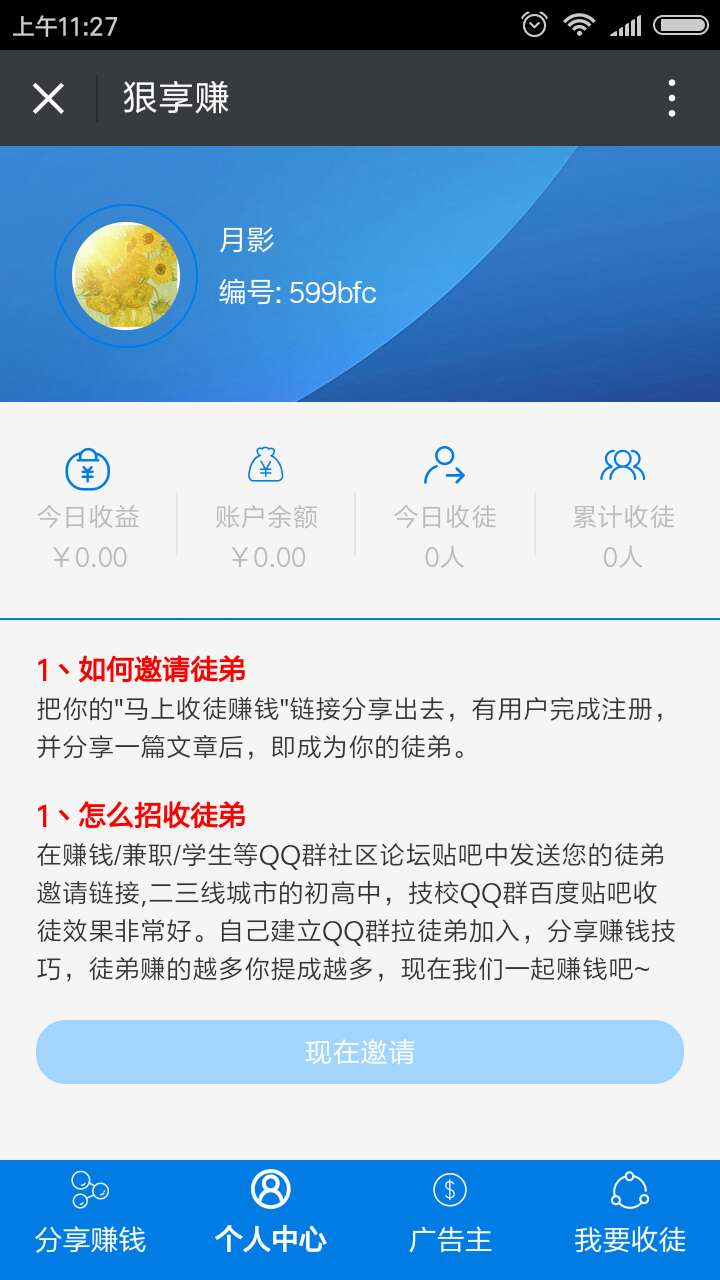 上午11:27
狠享赚
月影
编号: 599bfc
今日收益
账户余额
今日收徒
累计收徒
￥0.00
￥0.00
0人
0人
1丶如何邀请徒弟
把你的"马上收徒赚钱"链接分享出去，有用户完成注册，
并分享一篇文章后，即成为你的徒弟。
1丶怎么招收徒弟
在赚钱/兼职/学生等QQ群社区论坛贴吧中发送您的徒弟
邀请链接,二三线城市的初高中，技校QQ群百度贴吧收
徒效果非常好。自己建立QQ群拉徒弟加入，分享赚钱技
巧，徒弟赚的越多你提成越多，现在我们一起赚钱吧~
现在邀请
分享赚钱
个人中心
广告主
我要收徒